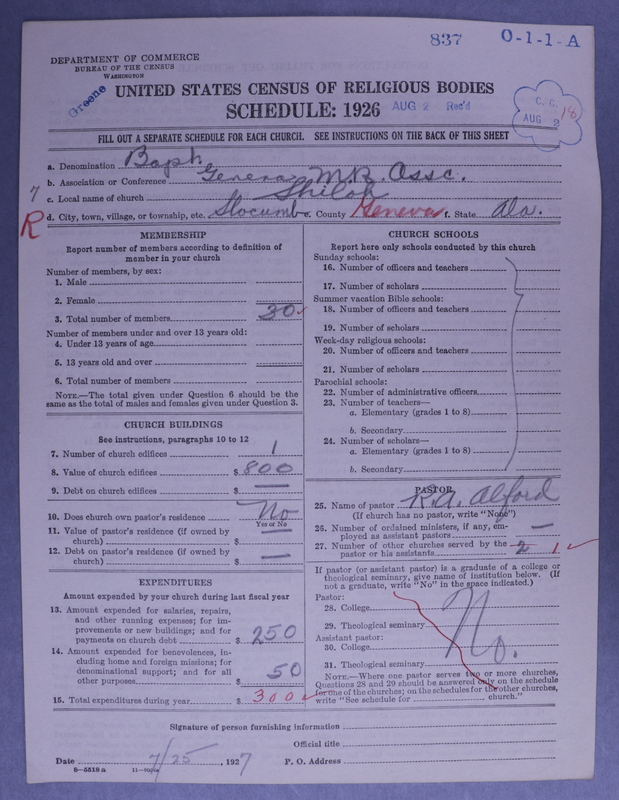 837 O-1-1-A
DEPARTMENT OF COMMERCE
BUREAU OF THE CENSUS
WASHINGTON
Greene
UNITED STATES CENSUS OF RELIGIOUS BODIES
SCHEDULE: 1926 AUG 2 Rec'd
C. C. 18
AUG 2
FILL OUT A SEPARATE SCHEDULE FOR EACH CHURCH. SEE INSTRUCTIONS ON THE BACK OF THIS SHEET
a. Denomination Bapt
b. Association or Conference Geneva M.B. Assc.
7 c. Local name of church Shiloh
R d. City, town, village, or township, etc. Slocumb e. County Geneva f. State Ala.
MEMBERSHIP
Report number of members according to definition of
member in your church
Number of members, by sex:
1. Male
2. Female
3. Total number of members 30
Number of members under and over 13 years old:
4. Under 13 years of age
5. 13 years old and over
6. Total number of members
NOTE.—The total given under Question 6 should be
same as the total of males and females given under Question 3.
CHURCH BUILDINGS
See instructions, paragraphs 10 to 12
7. Number of church edifices 1
8. Value of church edifices $ 800
9. Debt on church edifices $ —
10. Does church own pastor's residence No
Yes or No
11. Value of pastor's residence (if owned by
church) $ —
12. Debt on pastor's residence (if owned by
church) $ —
EXPENDITURES
Amount expended by your church during last fiscal year
13. Amount expended for salaries, repairs,
and other running expenses; for im-
provements or new buildings; and for
payments on church debt $ 250
14. Amount expended for benevolences, in-
cluding home and foreign missions; for
denominational support; and for all
other purposes $ 50
15. Total expenditures during year $ 300
CHURCH SCHOOLS
Report here only schools conducted by this church
Sunday schools:
16. Number of officers and teachers
17. Number of scholars
Summer vacation Bible schools:
18. Number of officers and teachers
19. Number of scholars
Week-day religious schools:
20. Number of officers and teachers
21. Number of scholars
Parochial schools:
22. Number of administrative officers
23. Number of teachers—
a. Elementary (grades 1 to 8)
b. Secondary
24. Number of scholars—
a. Elementary (grades 1 to 8)
b. Secondary
PASTOR
25. Name of pastor R. A. Alford
(If church has no pastor, write "None")
26. Number of ordained ministers, if any, em-
ployed as assistant pastors —
27. Number of other churches served by the
pastor or his assistants 2 1
If pastor (or assistant pastor) is a graduate of a college or
theological seminary, give name of institution below. (If
not a graduate, write "No" in the space indicated.)
Pastor:
28. College
29. Theological seminary
Assistant pastor:
30. College
No.
31. Theological seminary
NOTE.—Where one pastor serves two or more churches,
Questions 28 and 29 should be answered only on the schedule
for one of the churches; on the schedules for the other churches,
write "See schedule for church."
Signature of person furnishing information
Official title
Date 7/25, 1927 P. O. Address
8—5518 a